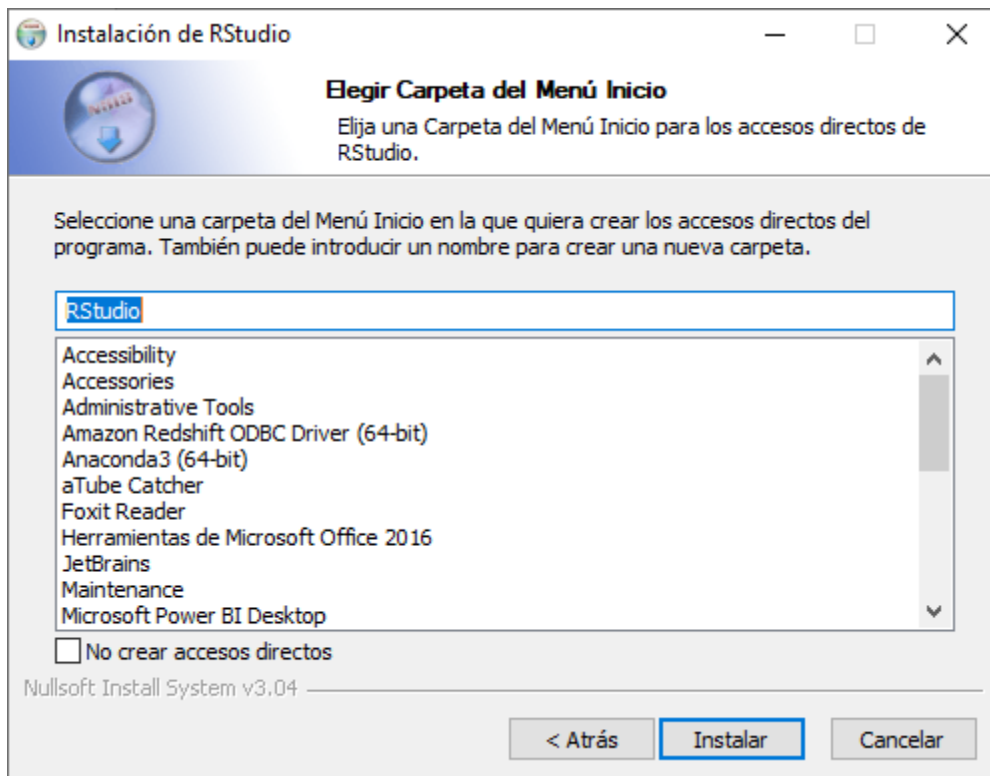 Instalación de RStudio
Elegir Carpeta del Menú Inicio
Elija una Carpeta del Menú Inicio para los accesos directos de
RStudio.
Seleccione una carpeta del Menú Inicio en la que quiera crear los accesos directos del
programa. También puede introducir un nombre para crear una nueva carpeta.
RStudio
Accessibility
Accessories
Administrative Tools
Amazon Redshift ODBC Driver (64-bit)
Anaconda3 (64-bit)
aTube Catcher
Foxit Reader
Herramientas de Microsoft Office 2016
JetBrains
Maintenance
Microsoft Power BI Desktop
No crear accesos directos
Nullsoft Install System v3.04
< Atrás Instalar Cancelar